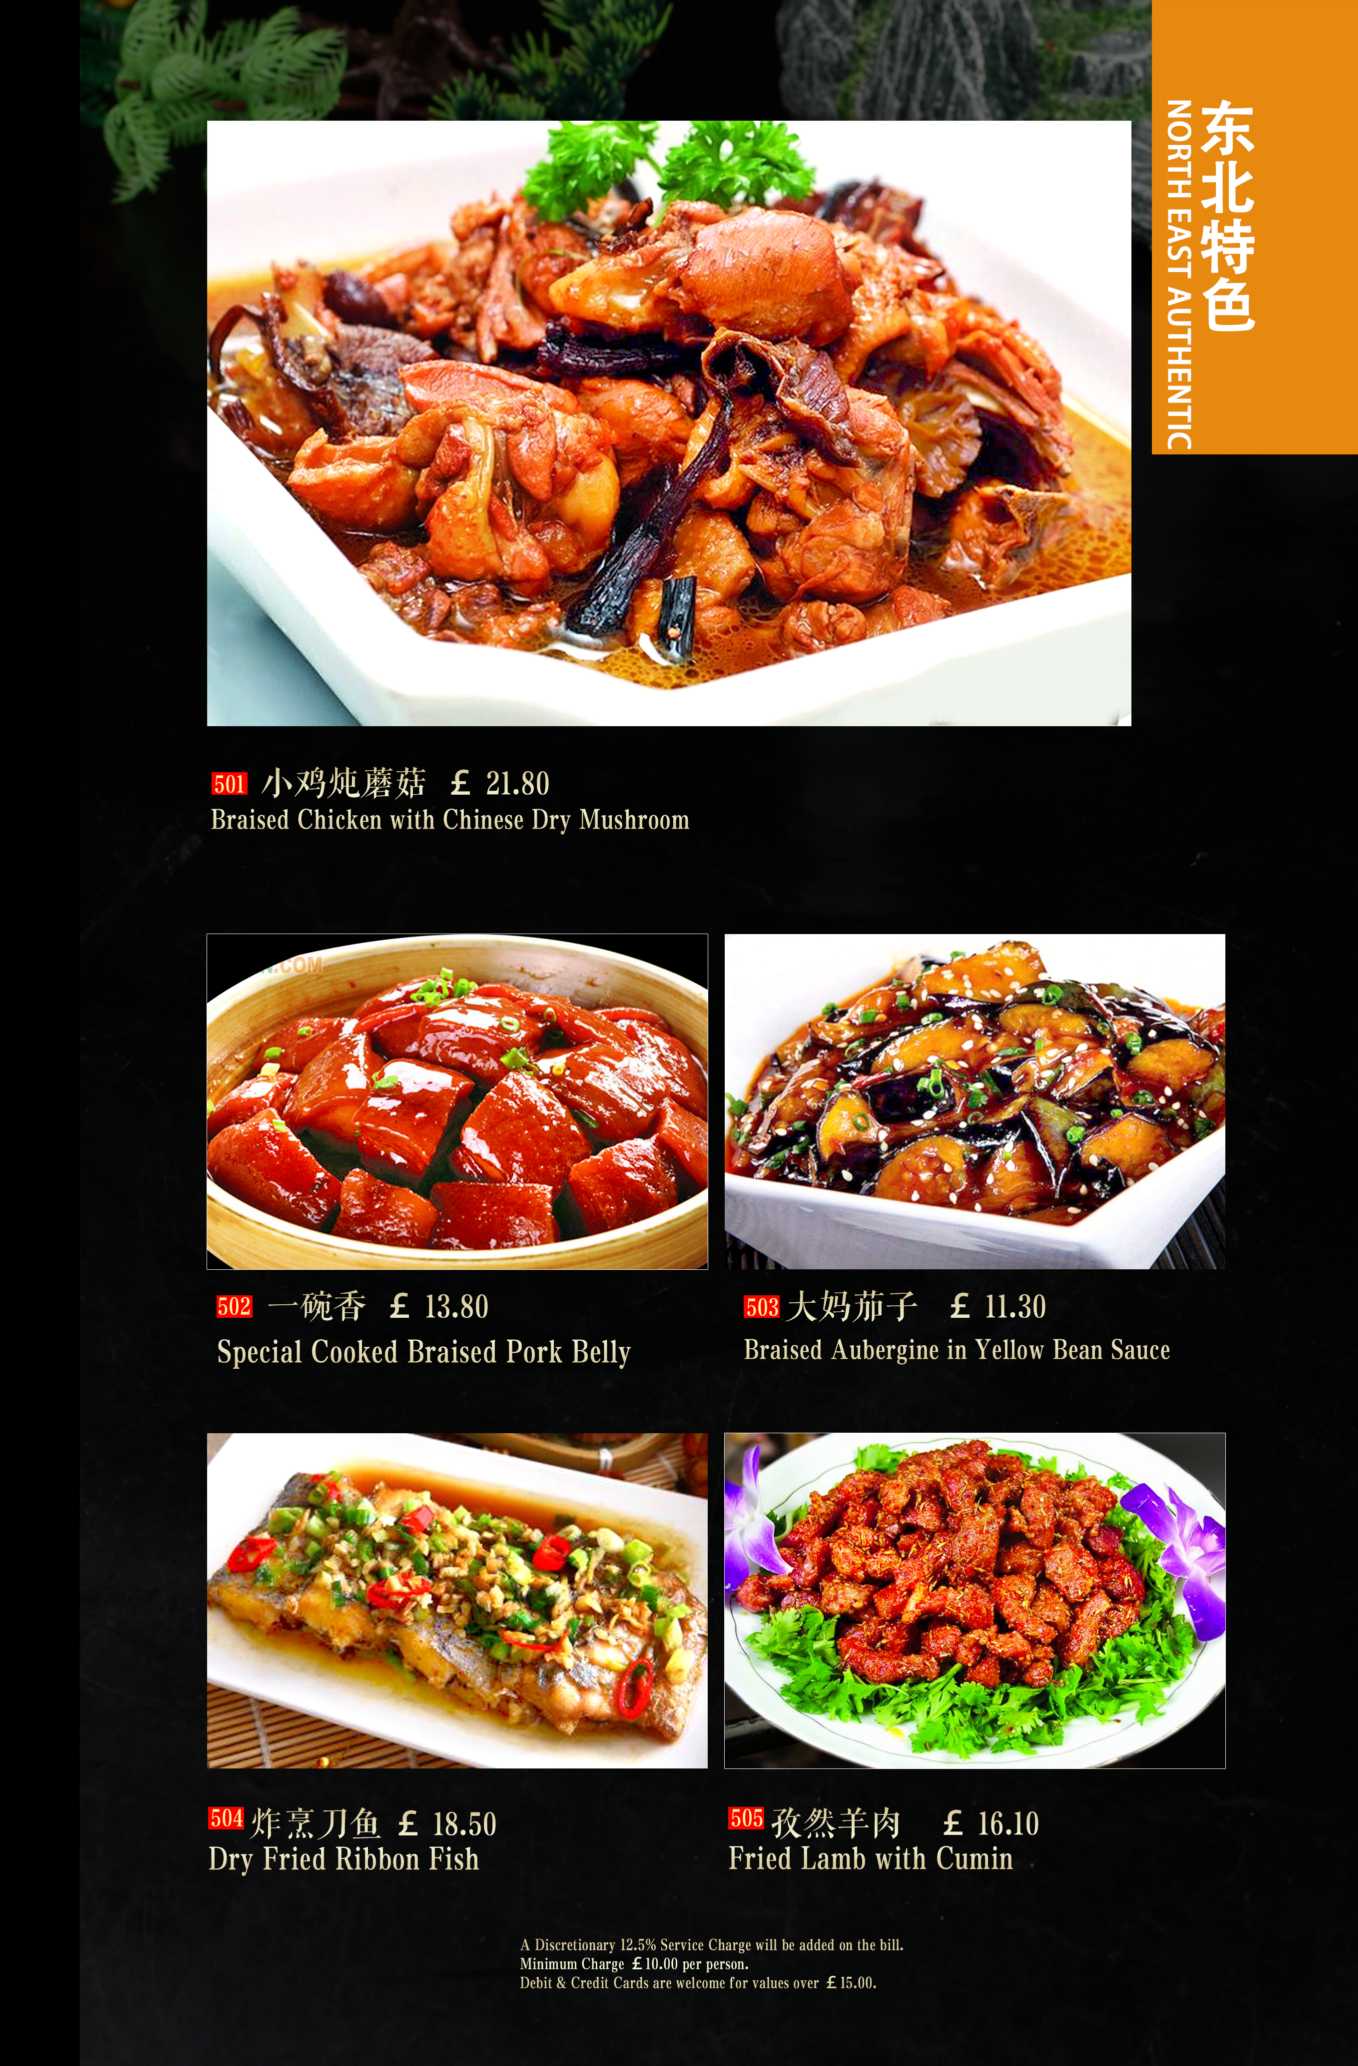 东北特色
NORTH EAST AUTHENTIC
501 小鸡炖蘑菇 £ 21.80
Braised Chicken with Chinese Dry Mushroom
.COM
502 一碗香 £ 13.80
Special Cooked Braised Pork Belly
503 大妈茄子 £ 11.30
Braised Aubergine in Yellow Bean Sauce
504 炸烹刀鱼 £ 18.50
Dry Fried Ribbon Fish
505 孜然羊肉 £ 16.10
Fried Lamb with Cumin
A Discretionary 12.5% Service Charge will be added on the bill.
Minimum Charge £10.00 per person.
Debit & Credit Cards are welcome for values over £15.00.